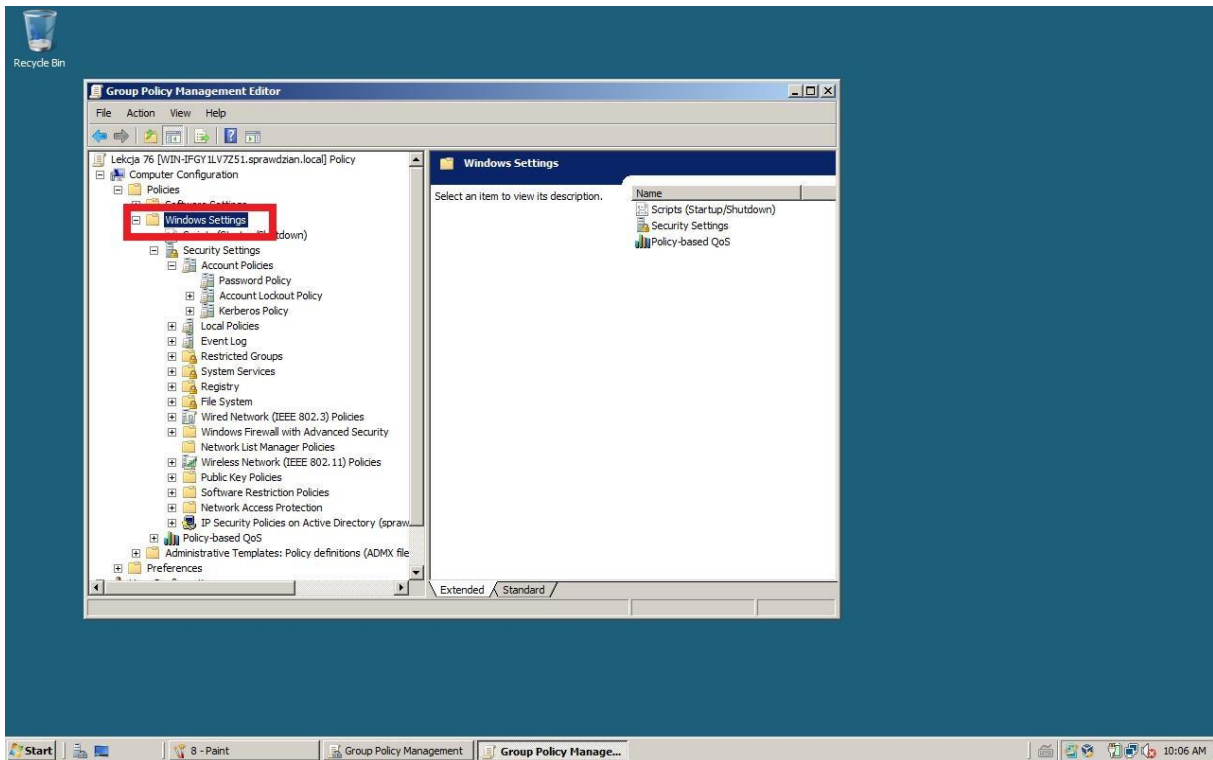 Recycle Bin
Group Policy Management Editor
File Action View Help
Lekcja 76 [WIN-IFGY1LV7Z51.sprawdzian.local] Policy
Computer Configuration
Policies
Software Settings
Windows Settings
Scripts (Startup/Shutdown)
Security Settings
Account Policies
Password Policy
Account Lockout Policy
Kerberos Policy
Local Policies
Event Log
Restricted Groups
System Services
Registry
File System
Wired Network (IEEE 802.3) Policies
Windows Firewall with Advanced Security
Network List Manager Policies
Wireless Network (IEEE 802.11) Policies
Public Key Policies
Software Restriction Policies
Network Access Protection
IP Security Policies on Active Directory (spraw
Policy-based QoS
Administrative Templates: Policy definitions (ADMX file
Preferences
Windows Settings
Select an item to view its description.
Name
Scripts (Startup/Shutdown)
Security Settings
Policy-based QoS
Extended Standard
Start 8 - Paint Group Policy Management Group Policy Manage... 10:06 AM